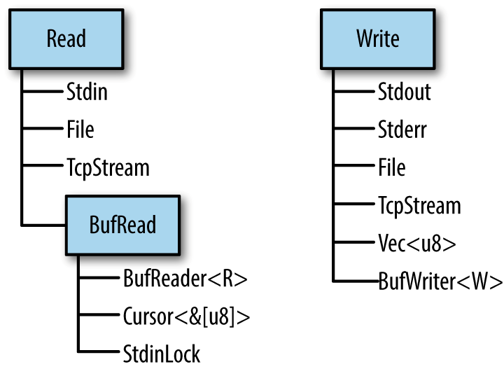 Read
Stdin
File
TcpStream
BufRead
BufReader<R>
Cursor<&[u8]>
StdinLock
Write
Stdout
Stderr
File
TcpStream
Vec<u8>
BufWriter<W>